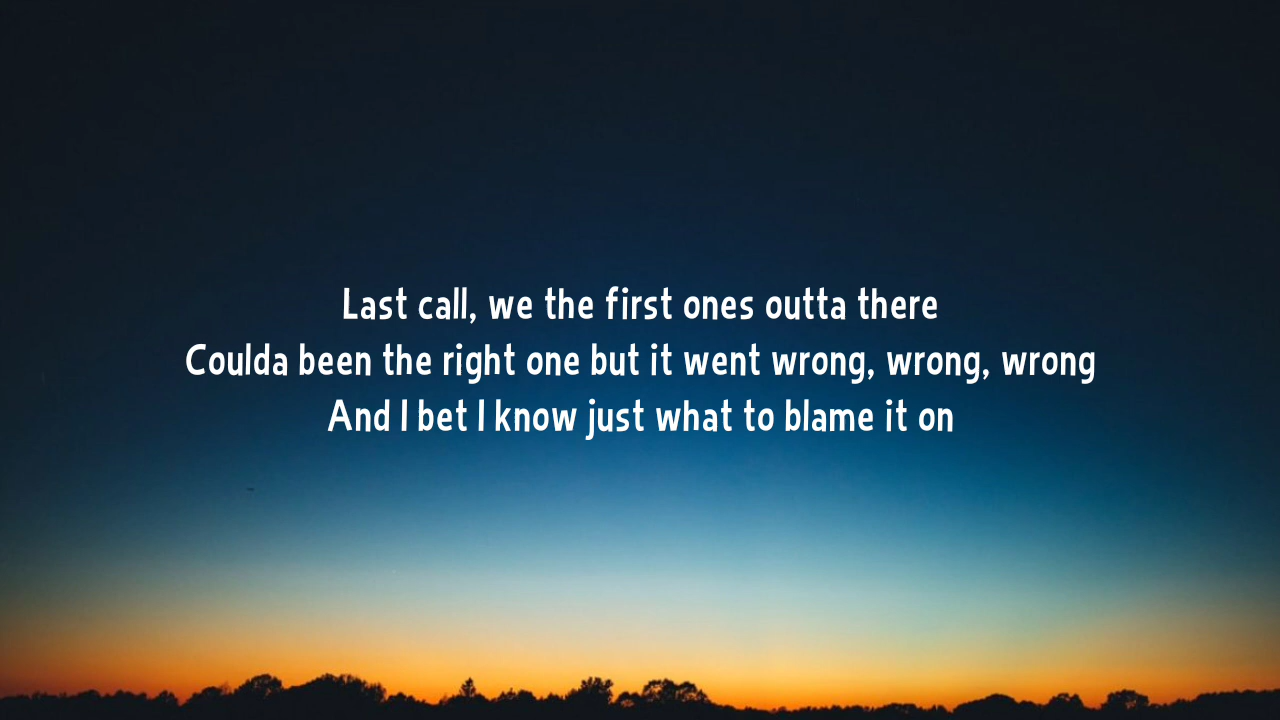 Last call, we the first ones outta there
Coulda been the right one but it went wrong, wrong, wrong
And I bet I know just what to blame it on